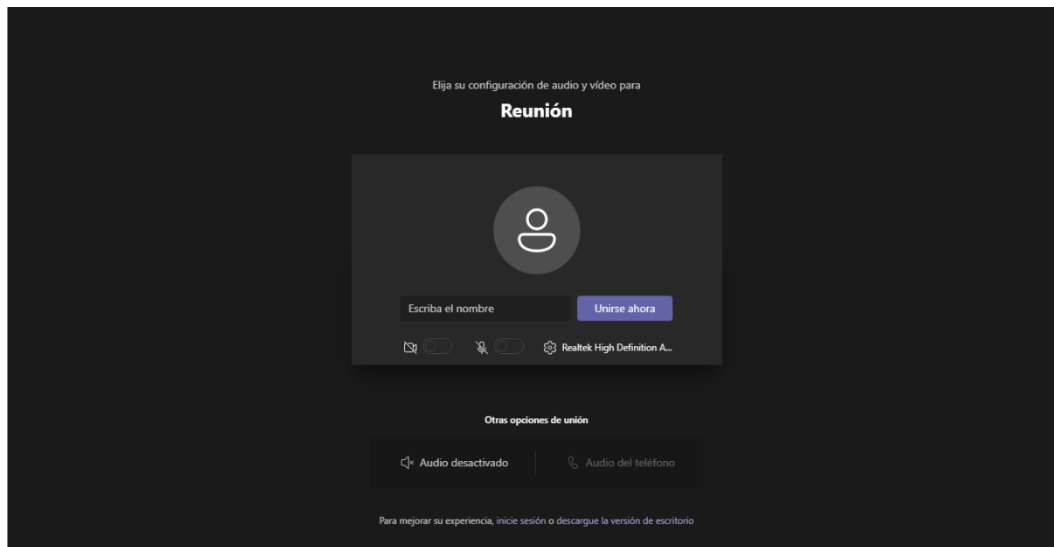 Elija su configuración de audio y vídeo para
Reunión
Escriba el nombre
Unirse ahora
Realtek High Definition A...
Otras opciones de unión
Audio desactivado
Audio del teléfono
Para mejorar su experiencia, inicie sesión o descargue la versión de escritorio